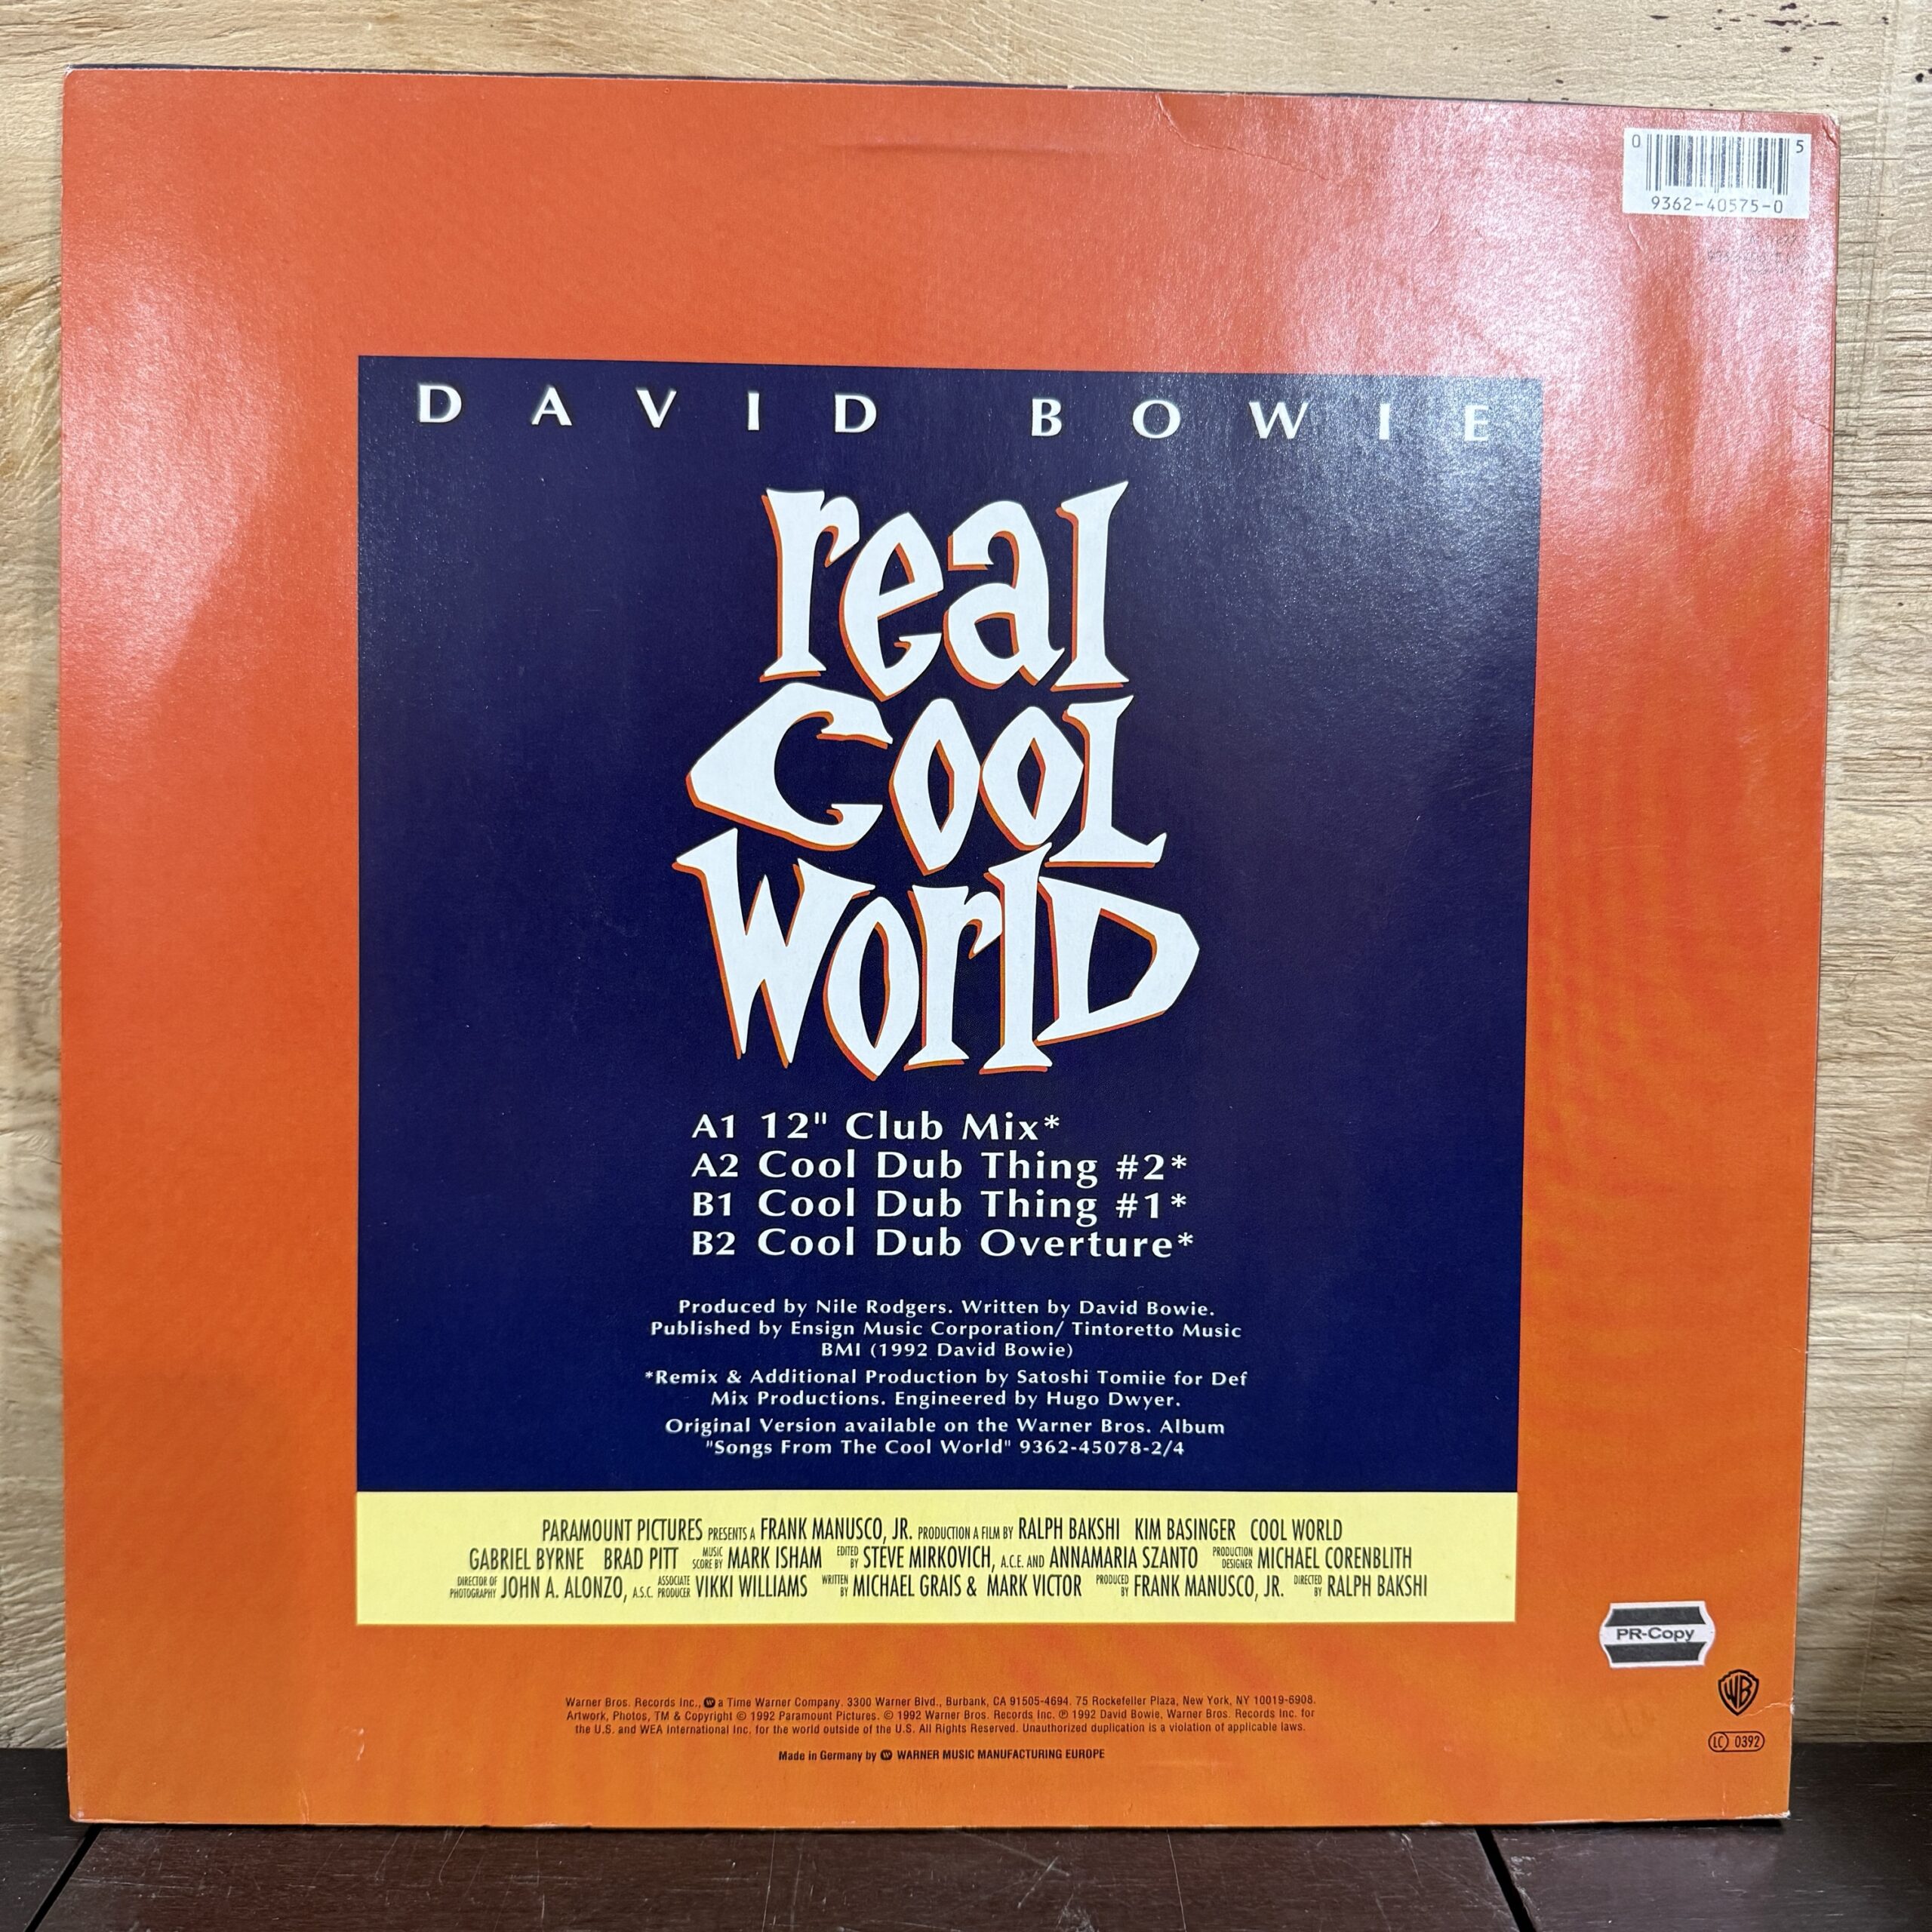 0 5
9362-40575-0
DAVID BOWIE
real
Cool
World
A1 12" Club Mix*
A2 Cool Dub Thing #2*
B1 Cool Dub Thing #1*
B2 Cool Dub Overture*
Produced by Nile Rodgers. Written by David Bowie.
Published by Ensign Music Corporation/ Tintoretto Music
BMI (1992 David Bowie)
*Remix & Additional Production by Satoshi Tomiie for Def
Mix Productions. Engineered by Hugo Dwyer.
Original Version available on the Warner Bros. Album
"Songs From The Cool World" 9362-45078-2/4
PARAMOUNT PICTURES PRESENTS A FRANK MANUSCO, JR. PRODUCTION A FILM BY RALPH BAKSHI KIM BASINGER COOL WORLD
GABRIEL BYRNE BRAD PITT MUSIC SCORE BY MARK ISHAM EDITED BY STEVE MIRKOVICH, A.C.E. AND ANNAMARIA SZANTO PRODUCTION DESIGNER MICHAEL CORENBLITH
DIRECTOR OF PHOTOGRAPHY JOHN A. ALONZO, A.S.C. ASSOCIATE PRODUCER VIKKI WILLIAMS WRITTEN BY MICHAEL GRAIS & MARK VICTOR PRODUCED BY FRANK MANUSCO, JR. DIRECTED BY RALPH BAKSHI
PR-Copy
WB
Warner Bros. Records Inc., W a Time Warner Company. 3300 Warner Blvd., Burbank, CA 91505-4694. 75 Rockefeller Plaza, New York, NY 10019-6908.
Artwork, Photos, TM & Copyright © 1992 Paramount Pictures. © 1992 Warner Bros. Records Inc. ℗ 1992 David Bowie, Warner Bros. Records Inc. for
the U.S. and WEA International Inc. for the world outside of the U.S. All Rights Reserved. Unauthorized duplication is a violation of applicable laws.
LC 0392
Made in Germany by W WARNER MUSIC MANUFACTURING EUROPE